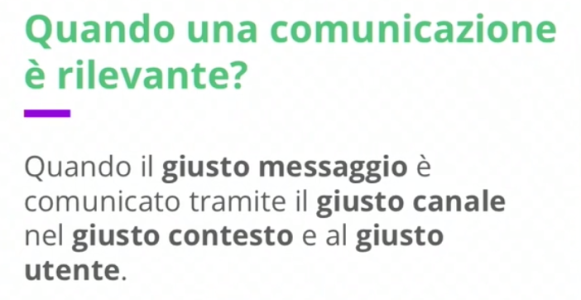 Quando una comunicazione
è rilevante?
Quando il giusto messaggio è
comunicato tramite il giusto canale
nel giusto contesto e al giusto
utente.